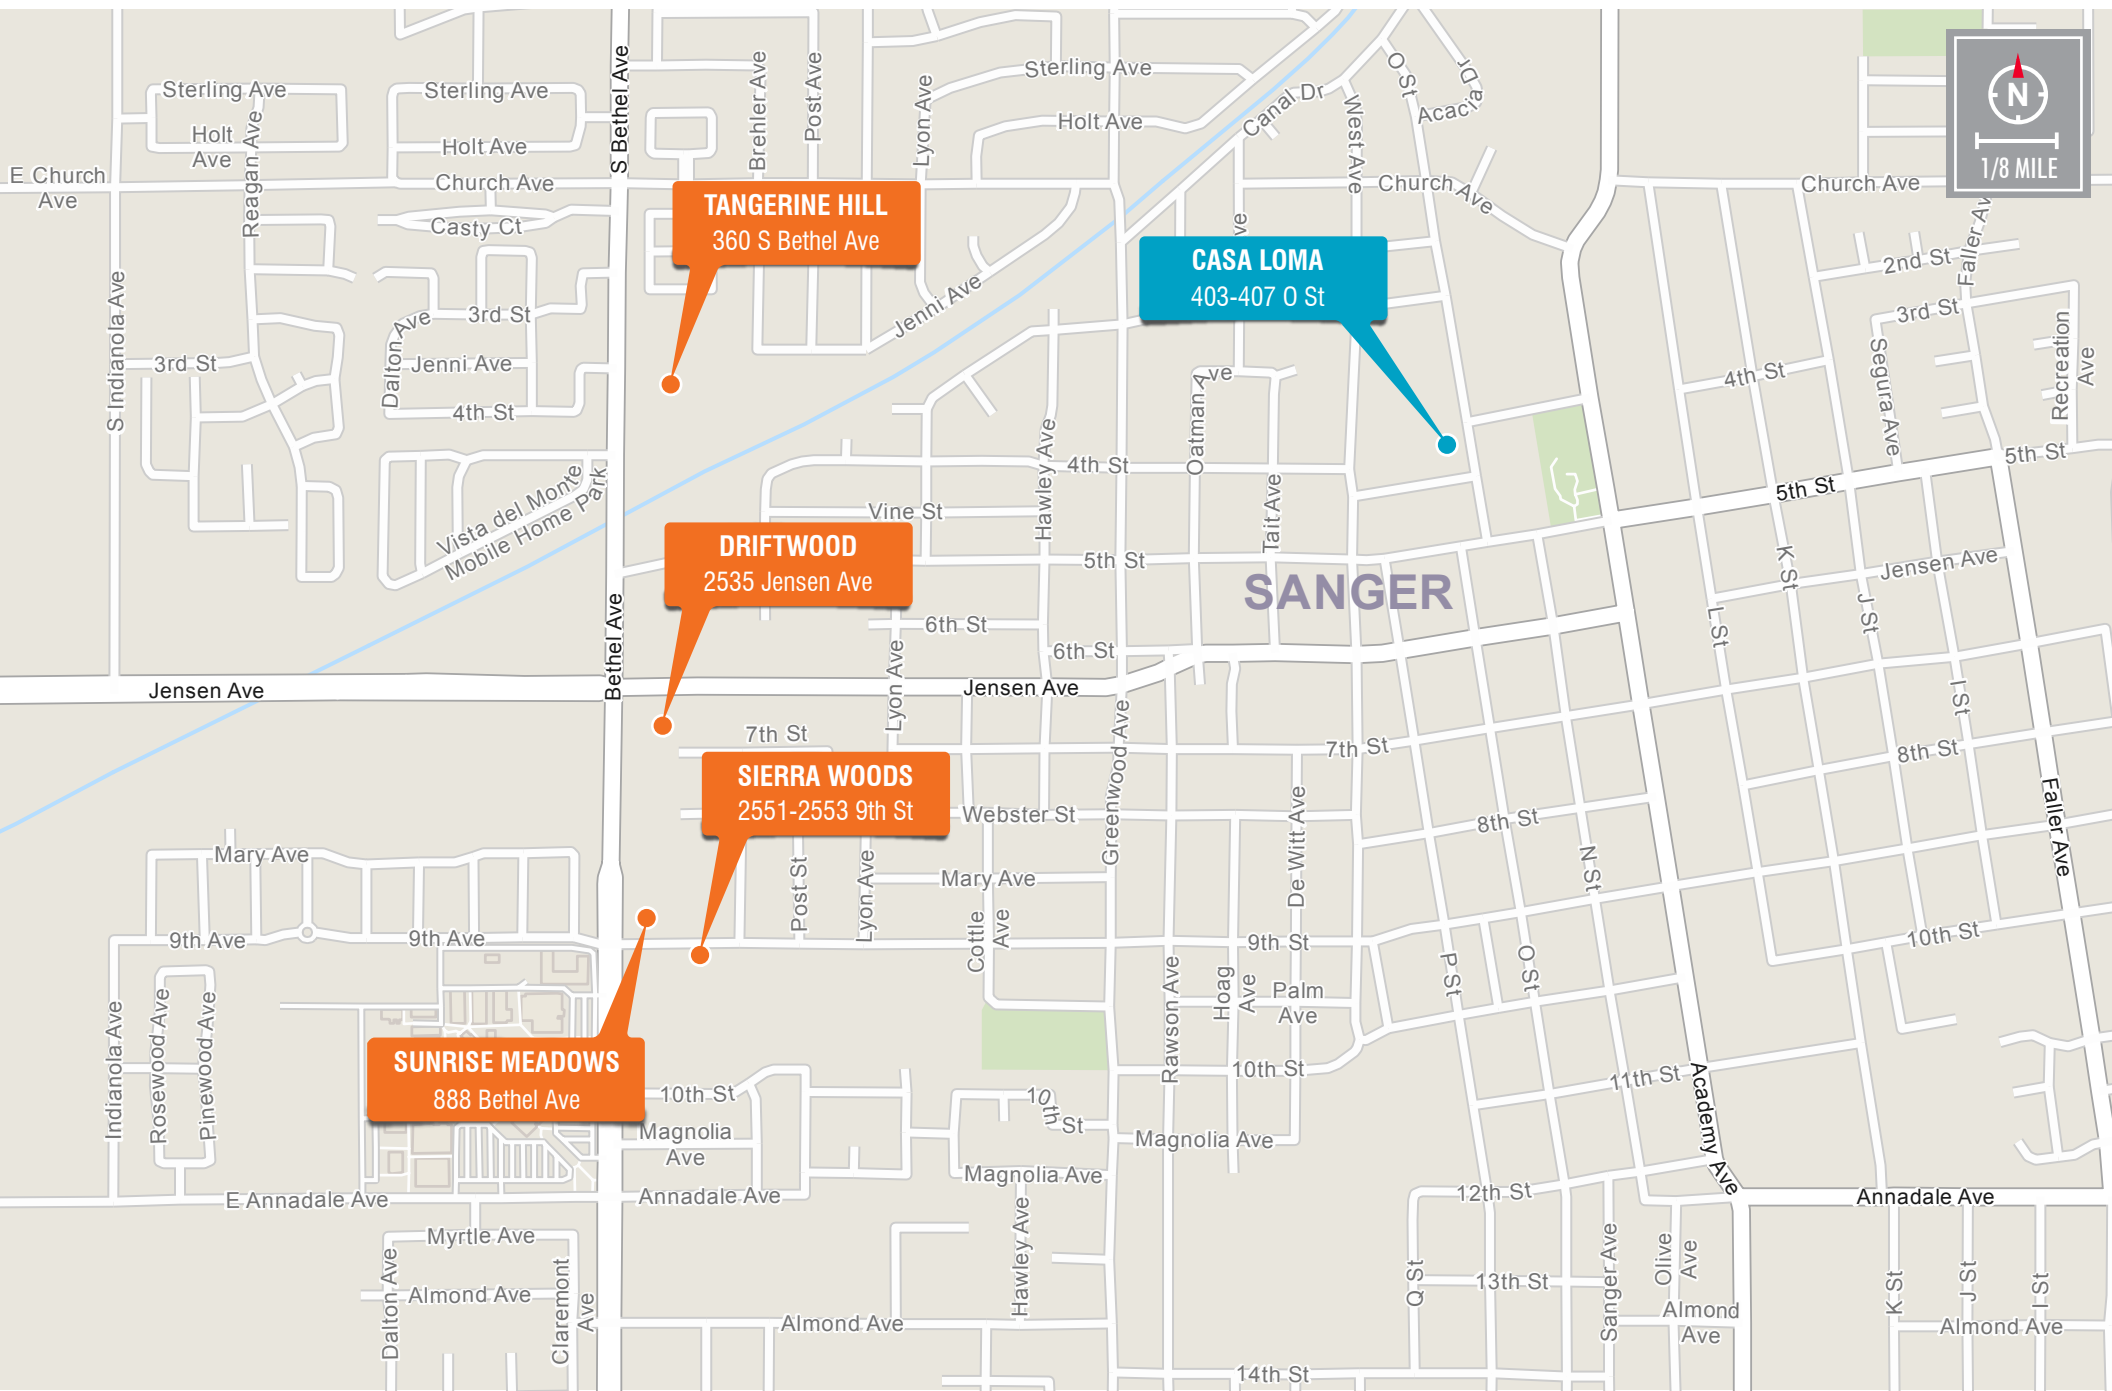 Sterling Ave
Holt
Ave
Reagan Ave
Sterling Ave
Holt Ave
S Bethel Ave
Brehler Ave
Post Ave
Lyon Ave
Sterling Ave
Holt Ave
Canal Dr
West Ave
O St
Acacia Dr
N
1/8 MILE
E Church
Ave
Church Ave
Church Ave
Church Ave
Casty Ct
TANGERINE HILL
360 S Bethel Ave
CASA LOMA
403-407 O St
ve
2nd St
Faller Av
S Indianola Ave
3rd St
Dalton Ave
3rd St
Jenni Ave
4th St
Jenni Ave
3rd St
Segura Ave
Recreation
Ave
4th St
Oatman Ave
Hawley Ave
4th St
Tait Ave
5th St
5th St
Vista del Monte
Mobile Home Park
Vine St
DRIFTWOOD
2535 Jensen Ave
5th St
SANGER
K St
Jensen Ave
L St
J St
I St
Bethel Ave
6th St
6th St
Lyon Ave
Jensen Ave
Jensen Ave
Greenwood Ave
7th St
7th St
8th St
Faller Ave
SIERRA WOODS
2551-2553 9th St
Webster St
De Witt Ave
8th St
N St
Mary Ave
Post St
Lyon Ave
Mary Ave
Cottle
Ave
9th Ave
9th Ave
9th St
10th St
P St
O St
Indianola Ave
Rosewood Ave
Pinewood Ave
Rawson Ave
Hoag
Ave
Palm
Ave
SUNRISE MEADOWS
888 Bethel Ave
10th St
10th St
10th St
11th St
Academy Ave
Magnolia
Ave
Magnolia Ave
Magnolia Ave
E Annadale Ave
Annadale Ave
12th St
Annadale Ave
Myrtle Ave
Dalton Ave
Almond Ave
Claremont
Ave
Hawley Ave
Almond Ave
Q St
13th St
Sanger Ave
Olive
Ave
Almond
Ave
K St
J St
I St
Almond Ave
14th St